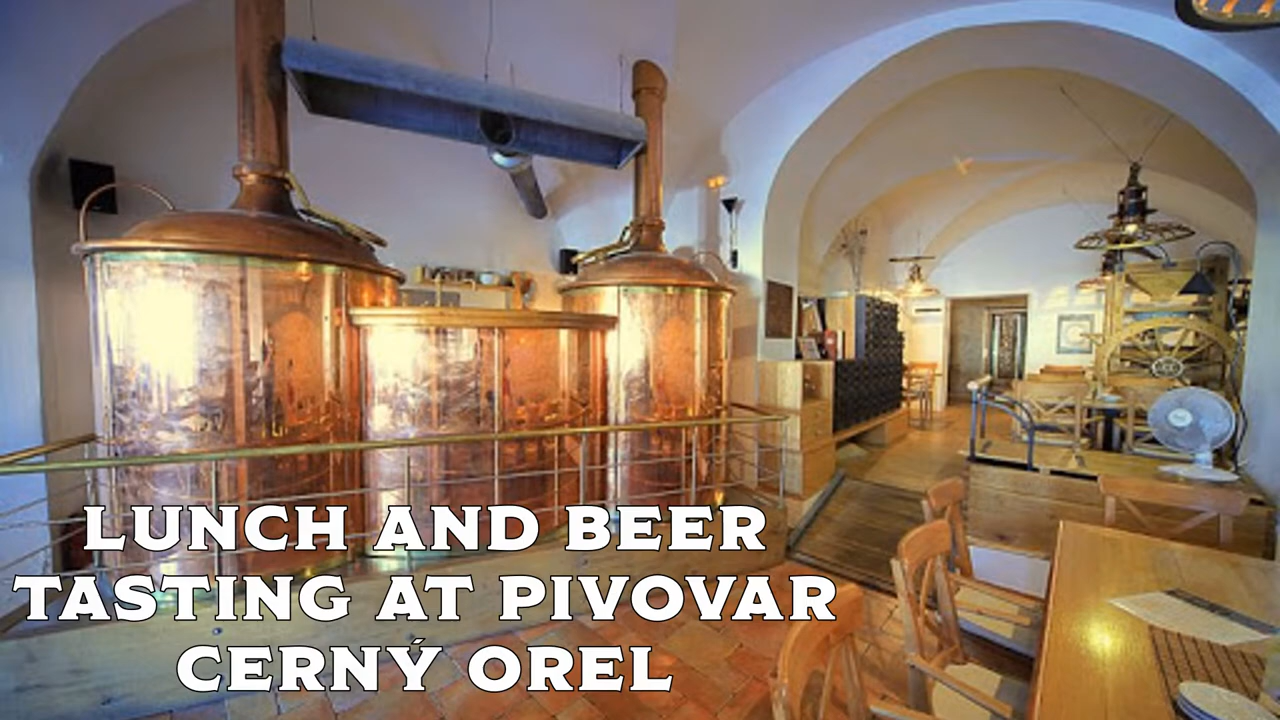 LUNCH AND BEER
TASTING AT PIVOVAR
CERNÝ OREL